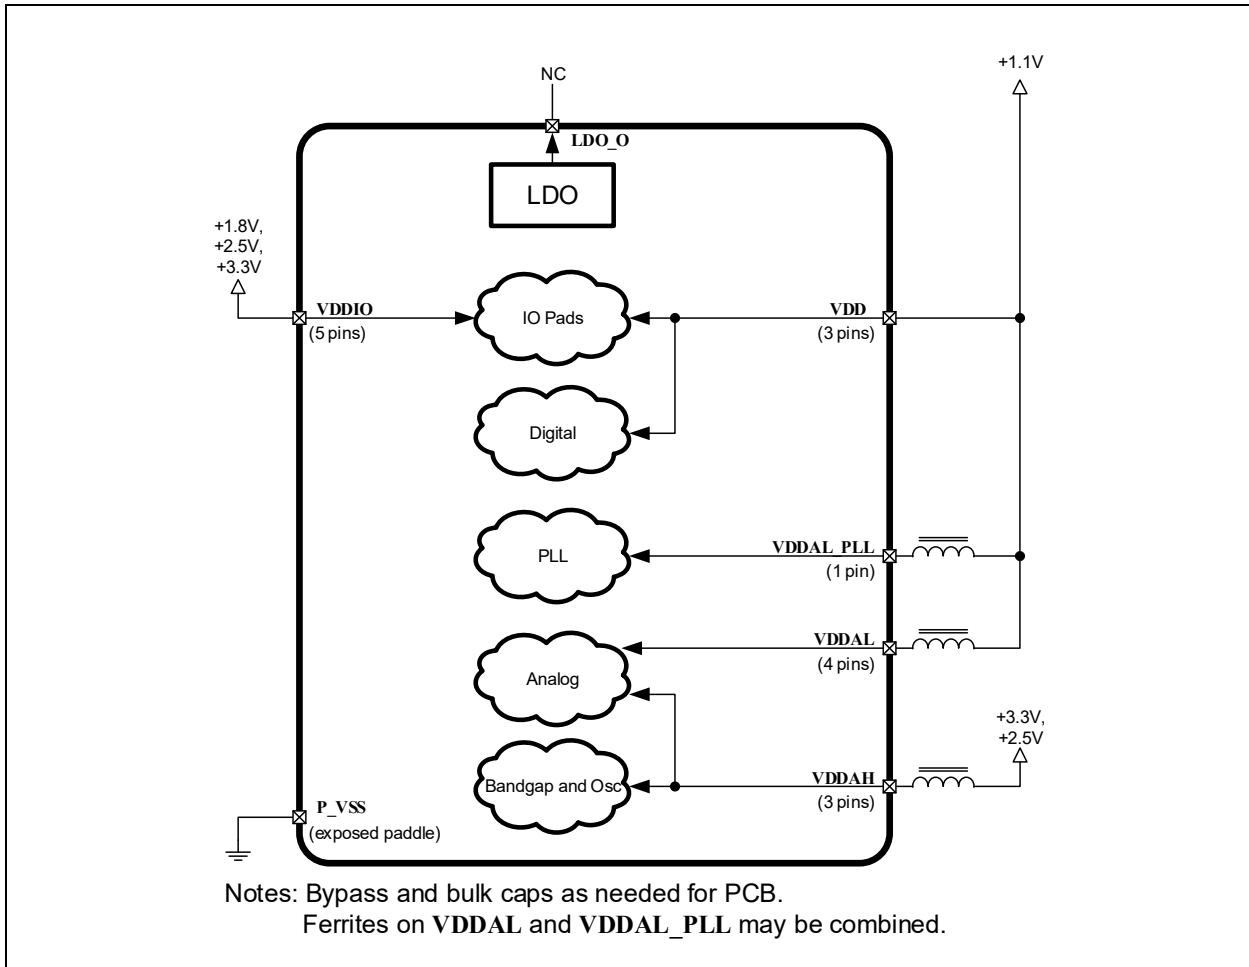 NC
+1.1V
LDO_O
LDO
+1.8V,
+2.5V,
+3.3V
VDDIO
(5 pins)
IO Pads
VDD
(3 pins)
Digital
PLL
VDDAL_PLL
(1 pin)
VDDAL
(4 pins)
Analog
+3.3V,
+2.5V
Bandgap and Osc
VDDAH
(3 pins)
P_VSS
(exposed paddle)
Notes: Bypass and bulk caps as needed for PCB.
Ferrites on VDDAL and VDDAL_PLL may be combined.